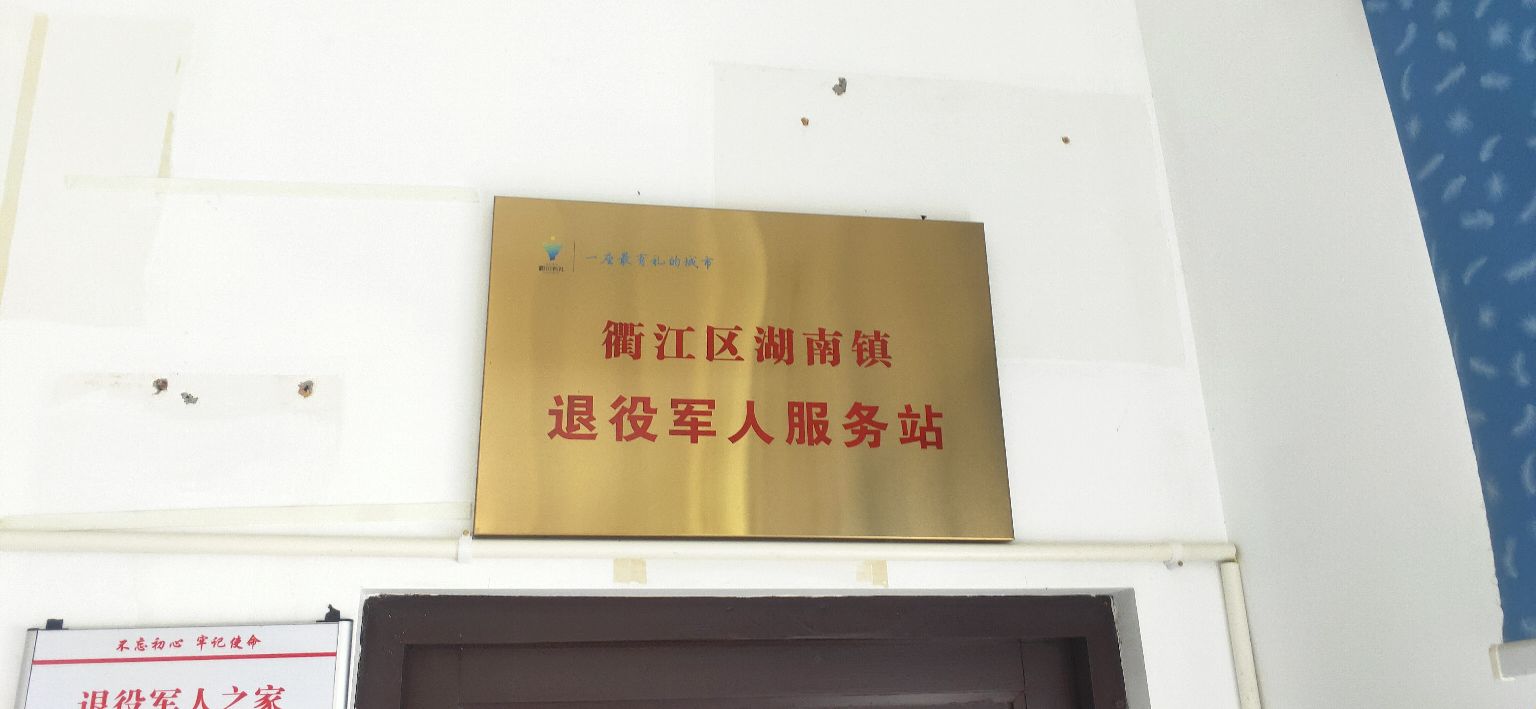 一座最有礼的城市
衢江区湖南镇
退役军人服务站
不忘初心 牢记使命
退役军人之家